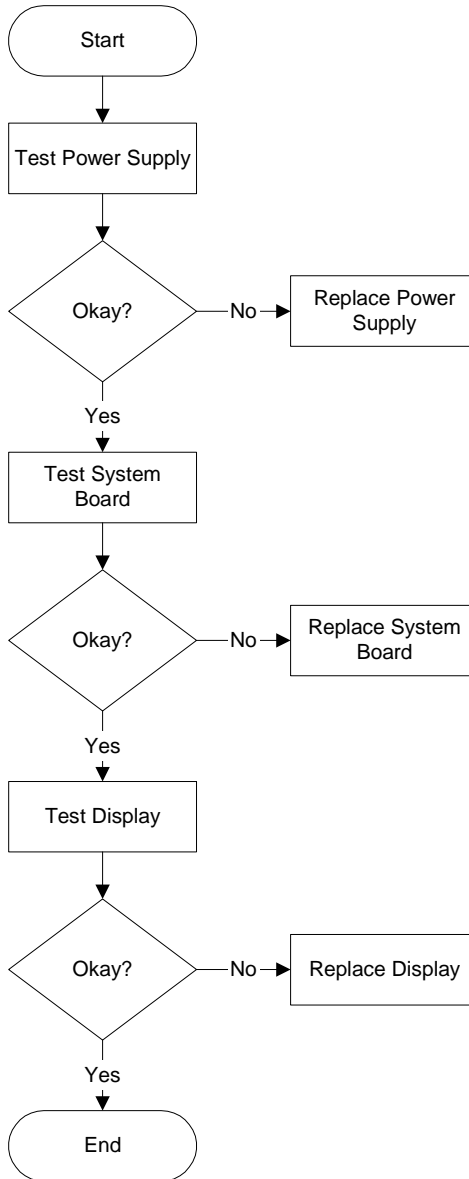 Start
Test Power Supply
Okay?
No
Replace Power
Supply
Yes
Test System
Board
Okay?
No
Replace System
Board
Yes
Test Display
Okay?
No
Replace Display
Yes
End